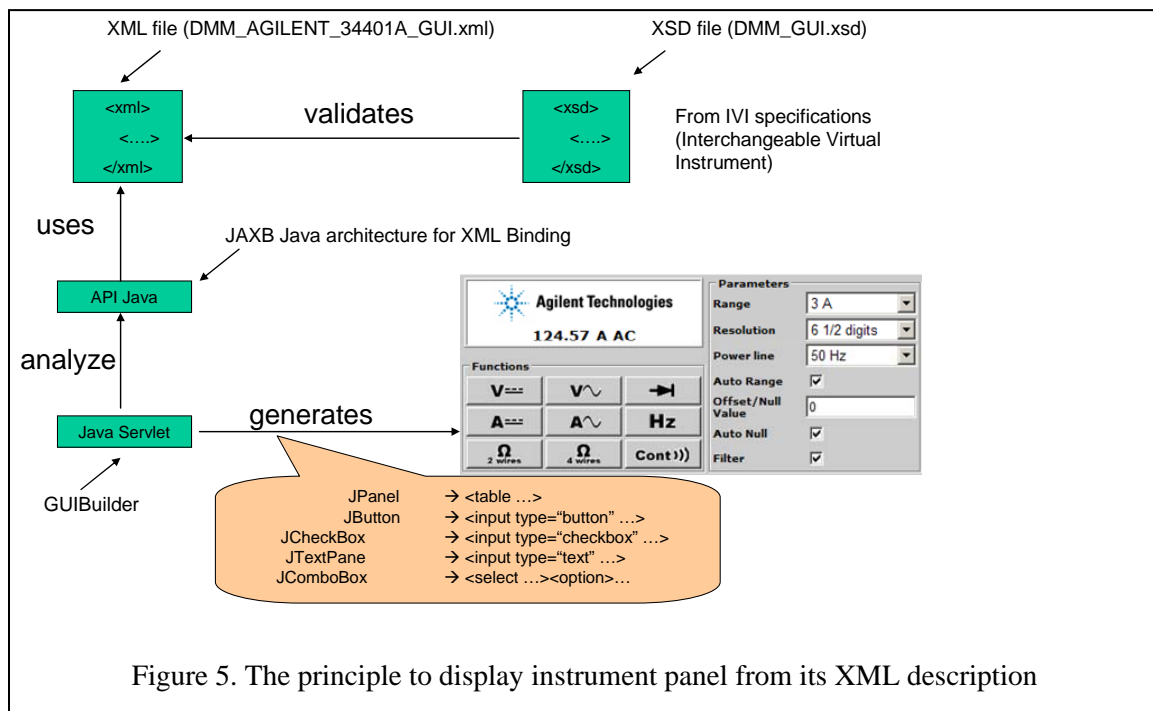 XML file (DMM_AGILENT_34401A_GUI.xml)
XSD file (DMM_GUI.xsd)
<xml>
<....>
</xml>
validates
<xsd>
<....>
</xsd>
From IVI specifications
(Interchangeable Virtual
Instrument)
uses
JAXB Java architecture for XML Binding
API Java
analyze
Java Servlet
generates
GUIBuilder
Agilent Technologies
124.57 A AC
Functions
V
V
A
A
Hz
Ω
2 wires
Ω
4 wires
Cont )))
Parameters
Range 3 A
Resolution 6 1/2 digits
Power line 50 Hz
Auto Range
Offset/Null
Value 0
Auto Null
Filter
JPanel → <table …>
JButton → <input type=“button” …>
JCheckBox → <input type=“checkbox” …>
JTextPane → <input type=“text” …>
JComboBox → <select …><option>…
Figure 5. The principle to display instrument panel from its XML description